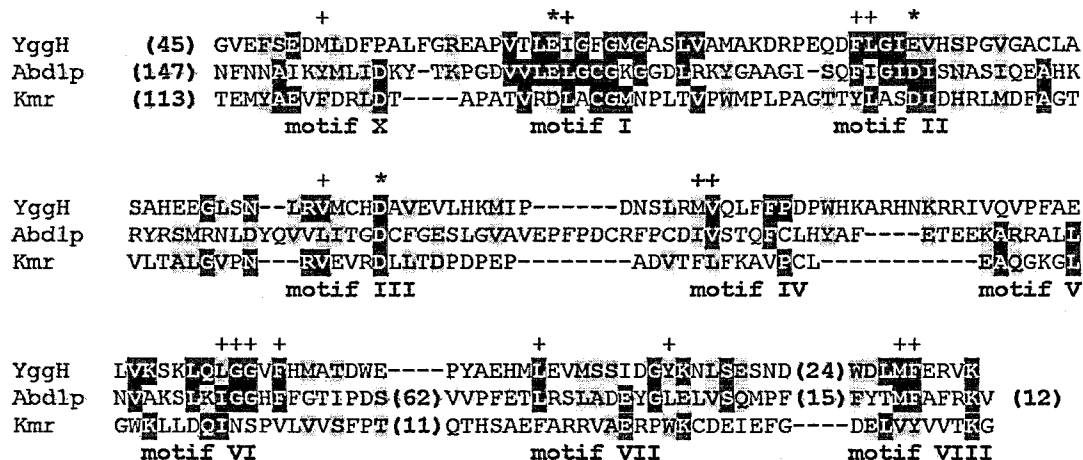 + *+ ++ *
YggH (45) GVEFSEDMLDFPALFGREAPVTLEIGFGMGASLVAMAKDRPEQDFLGIEVHSPGVGACLA
Abd1p (147) NFNNAIKYMLIDKY-TKPGDVVLELGCGKGGDLRKYGAAGI-SQFIGIDISNASIQEAHK
Kmr (113) TEMYAEVFDRLDT----APATVRDLACGMNPLTVPWMPLPAGTTYLASDIDHRLMDFAGT
motif X motif I motif II
+ * ++
YggH SAHEEGLSN--LRVMCHDAVEVLHKMIP-------DNSLRMVQLFFPDPWHKARHNKRRIVQVPFAE
Abd1p RYRSMRNLDYQVVLITGDCFGESLGVAVEPFPDCRFPCDIVSTQFCLHYAF----ETEEKARRALL
Kmr VLTALGVPN---RVEVRDLLTDPDPEP-------ADVTFLFKAVPCL-----------EAQGKGL
motif III motif IV motif V
+++ + + + ++
YggH LVKSKLQLGGVFHMATDWE----PYAEHMLEVMSSIDGYKNLSESND(24)WDLMFERVK
Abd1p NVAKSLKIGGHFFGTIPDS(62)VVPFETLRSLADEYGLELVSQMPF(15)FYTMFAFRKV (12)
Kmr GWKLLDQINSPVLVVSFPT(11)QTHSAEFARRVAERPWKCDEIEFG----DELVYVVTKG
motif VI motif VII motif VIII